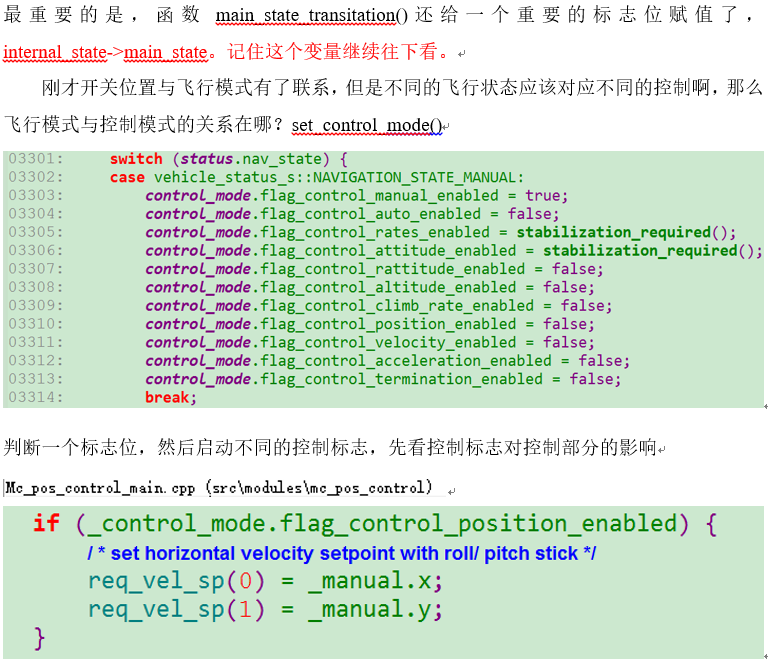 最重要的是，函数 main_state_transitation()还给一个重要的标志位赋值了，
internal_state->main_state。记住这个变量继续往下看。
刚才开关位置与飞行模式有了联系，但是不同的飞行状态应该对应不同的控制啊，那么
飞行模式与控制模式的关系在哪？set_control_mode()
03301: switch (status.nav_state) {
03302: case vehicle_status_s::NAVIGATION_STATE_MANUAL:
03303: control_mode.flag_control_manual_enabled = true;
03304: control_mode.flag_control_auto_enabled = false;
03305: control_mode.flag_control_rates_enabled = stabilization_required();
03306: control_mode.flag_control_attitude_enabled = stabilization_required();
03307: control_mode.flag_control_rattitude_enabled = false;
03308: control_mode.flag_control_altitude_enabled = false;
03309: control_mode.flag_control_climb_rate_enabled = false;
03310: control_mode.flag_control_position_enabled = false;
03311: control_mode.flag_control_velocity_enabled = false;
03312: control_mode.flag_control_acceleration_enabled = false;
03313: control_mode.flag_control_termination_enabled = false;
03314: break;
判断一个标志位，然后启动不同的控制标志，先看控制标志对控制部分的影响
Mc_pos_control_main.cpp (src\modules\mc_pos_control)
if (_control_mode.flag_control_position_enabled) {
/ * set horizontal velocity setpoint with roll/ pitch stick */
req_vel_sp(0) = _manual.x;
req_vel_sp(1) = _manual.y;
}